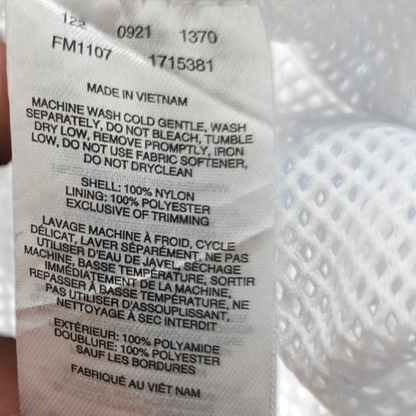 122 0921 1370
FM1107 1715381
MADE IN VIETNAM
MACHINE WASH COLD GENTLE, WASH
SEPARATELY, DO NOT BLEACH, TUMBLE
DRY LOW, REMOVE PROMPTLY, IRON
LOW, DO NOT USE FABRIC SOFTENER,
DO NOT DRYCLEAN
SHELL: 100% NYLON
LINING: 100% POLYESTER
EXCLUSIVE OF TRIMMING
LAVAGE MACHINE À FROID, CYCLE
DÉLICAT, LAVER SÉPARÉMENT, NE PAS
UTILISER D'EAU DE JAVEL, SÉCHAGE
MACHINE, BASSE TEMPÉRATURE, SORTIR
IMMÉDIATEMENT DE LA MACHINE,
REPASSER À BASSE TEMPÉRATURE, NE
PAS UTILISER D'ASSOUPLISSANT,
NETTOYAGE À SEC INTERDIT
EXTÉRIEUR: 100% POLYAMIDE
DOUBLURE: 100% POLYESTER
SAUF LES BORDURES
FABRIQUÉ AU VIÊT NAM